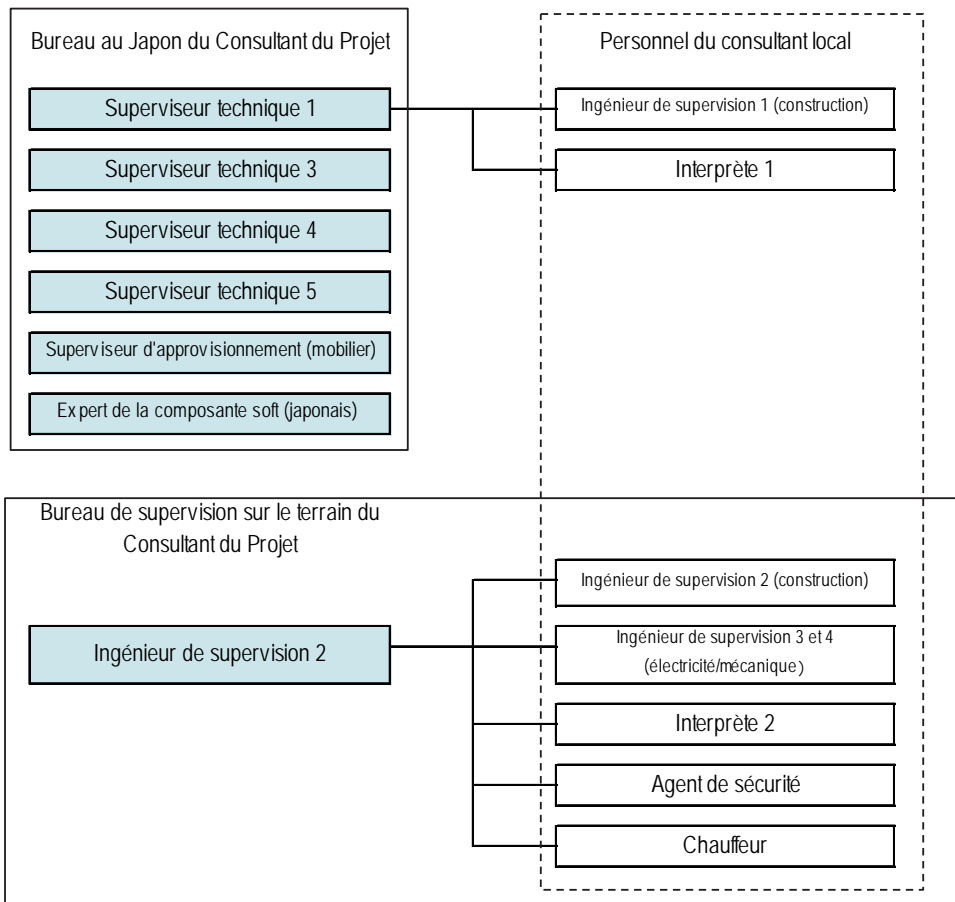 Bureau au Japon du Consultant du Projet
Superviseur technique 1
Superviseur technique 3
Superviseur technique 4
Superviseur technique 5
Superviseur d'approvisionnement (mobilier)
Expert de la composante soft (japonais)
Personnel du consultant local
Ingénieur de supervision 1 (construction)
Interprète 1
Bureau de supervision sur le terrain du
Consultant du Projet
Ingénieur de supervision 2
Ingénieur de supervision 2 (construction)
Ingénieur de supervision 3 et 4
(électricité/mécanique)
Interprète 2
Agent de sécurité
Chauffeur